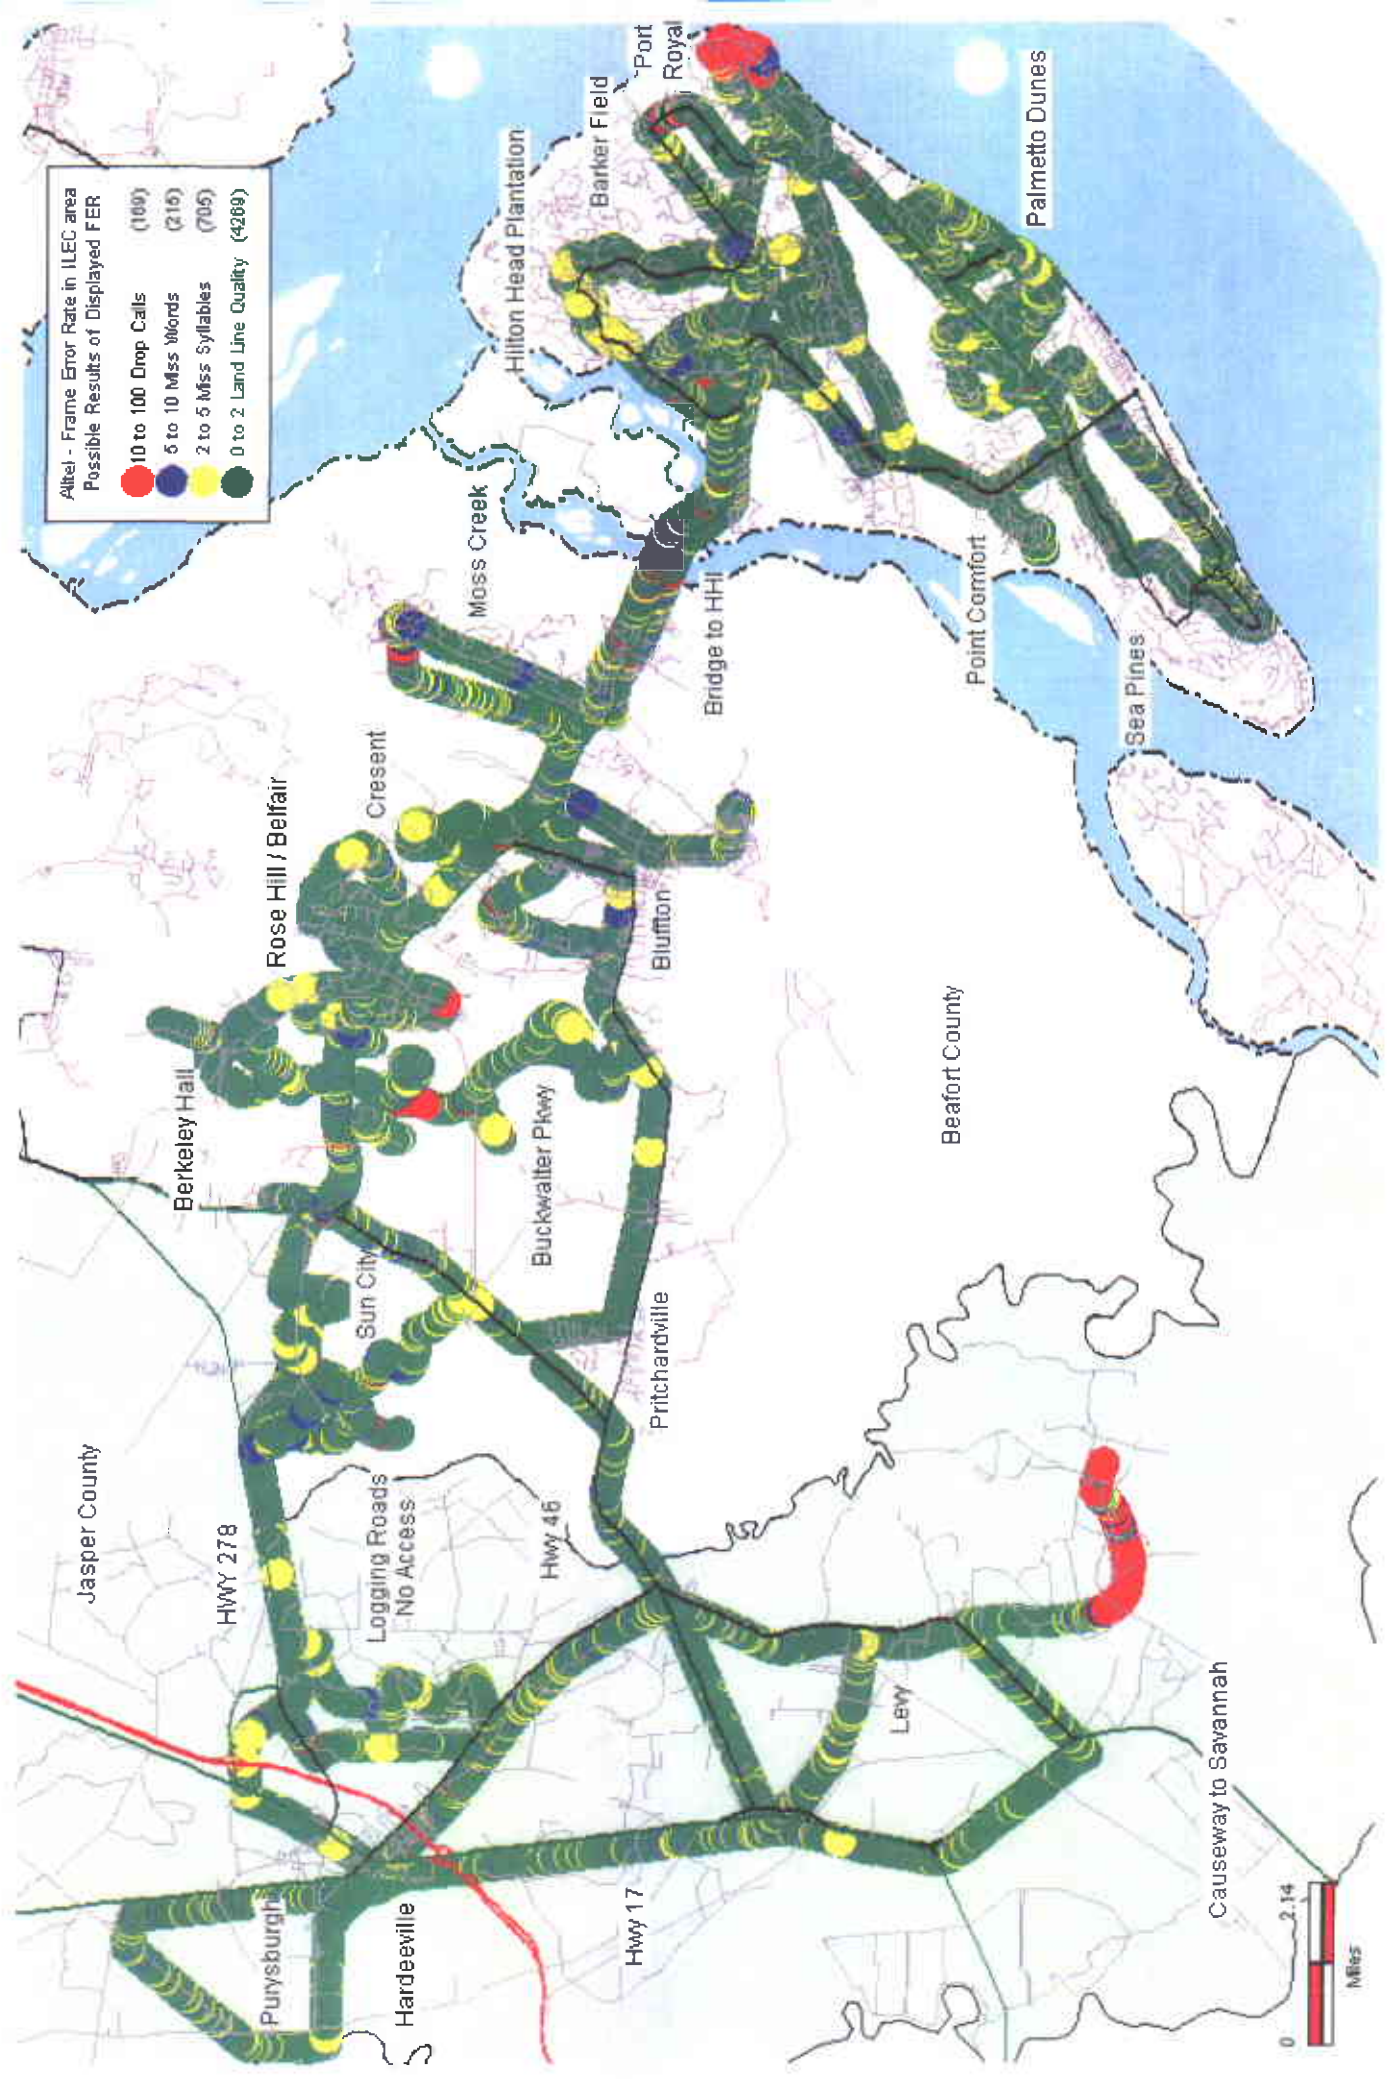 Alltel - Frame Error Rate in ILEC area
Possible Results of Displayed FER
10 to 100 Drop Calls (169)
5 to 10 Miss Words (216)
2 to 5 Miss Syllables (705)
0 to 2 Land Line Quality (4269)
Port
Royal
Barker Field
Hilton Head Plantation
Palmetto Dunes
Moss Creek
Bridge to HHI
Point Comfort
Sea Pines
Cresent
Rose Hill / Belfair
Bluffton
Berkeley Hall
Buckwalter Pkwy
Beafort County
Sun City
Pritchardville
Jasper County
HWY 278
Logging Roads
No Access
Hwy 46
Levy
Causeway to Savannah
Purysburgh
Hardeeville
Hwy 17
0 2.14
Miles